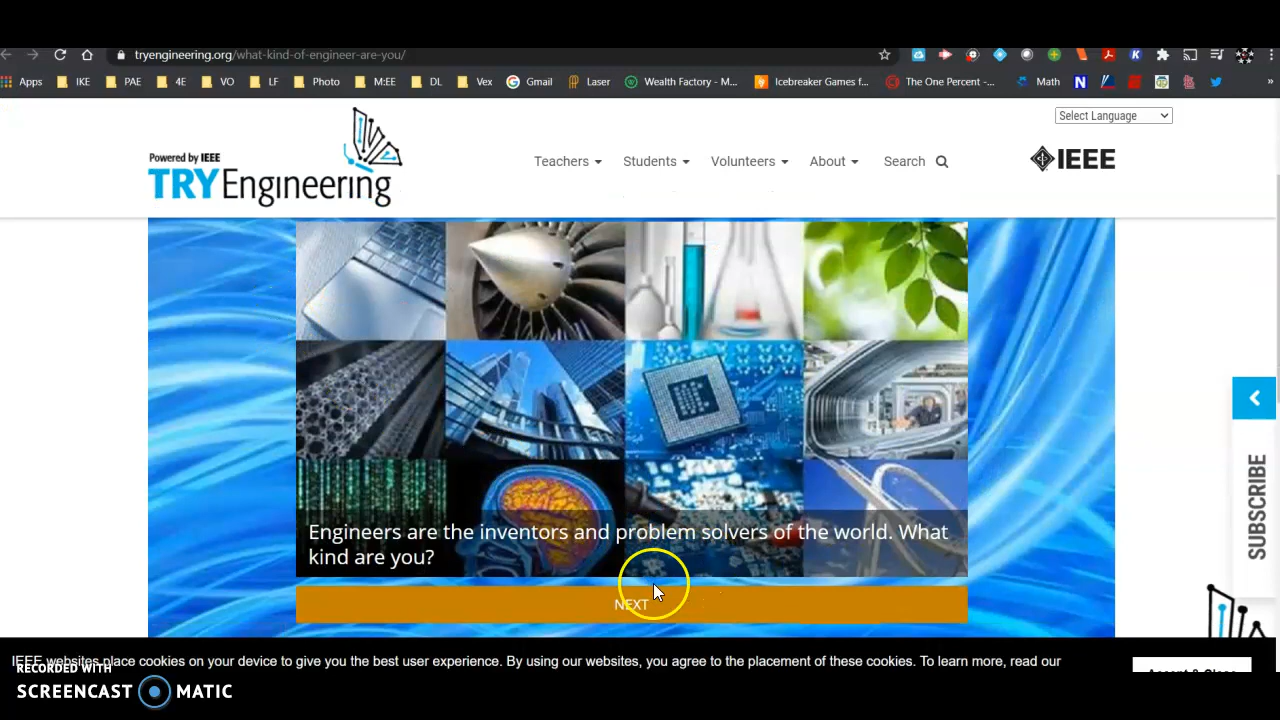 tryengineering.org/what-kind-of-engineer-are-you/
Apps IKE PAE 4E VO LF Photo M:EE DL Vex Gmail Laser Wealth Factory - M... Icebreaker Games f... The One Percent -... Math »
Select Language
Powered by IEEE
TRYEngineering
Teachers Students Volunteers About Search
IEEE
Engineers are the inventors and problem solvers of the world. What
kind are you?
NEXT
SUBSCRIBE
IEEE websites place cookies on your device to give you the best user experience. By using our websites, you agree to the placement of these cookies. To learn more, read our
Accept & Close
RECORDED WITH
SCREENCAST MATIC